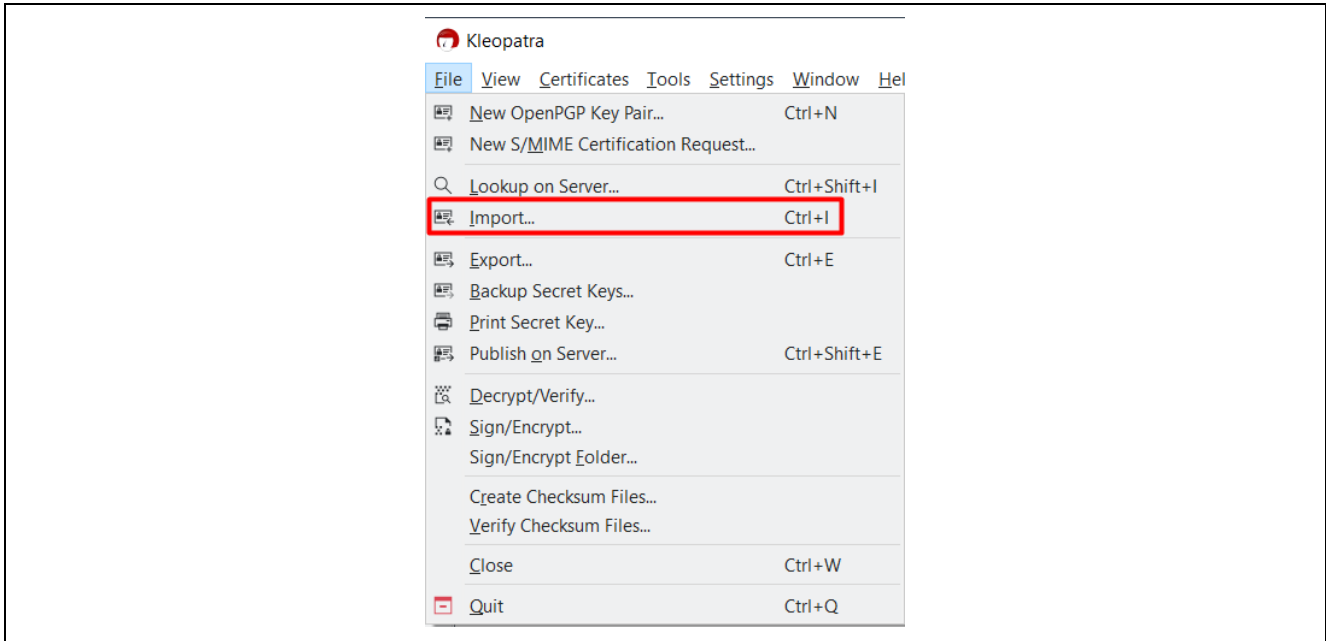 Kleopatra
File View Certificates Tools Settings Window Hel
New OpenPGP Key Pair... Ctrl+N
New S/MIME Certification Request...
Lookup on Server... Ctrl+Shift+I
Import... Ctrl+I
Export... Ctrl+E
Backup Secret Keys...
Print Secret Key...
Publish on Server... Ctrl+Shift+E
Decrypt/Verify...
Sign/Encrypt...
Sign/Encrypt Folder...
Create Checksum Files...
Verify Checksum Files...
Close Ctrl+W
Quit Ctrl+Q